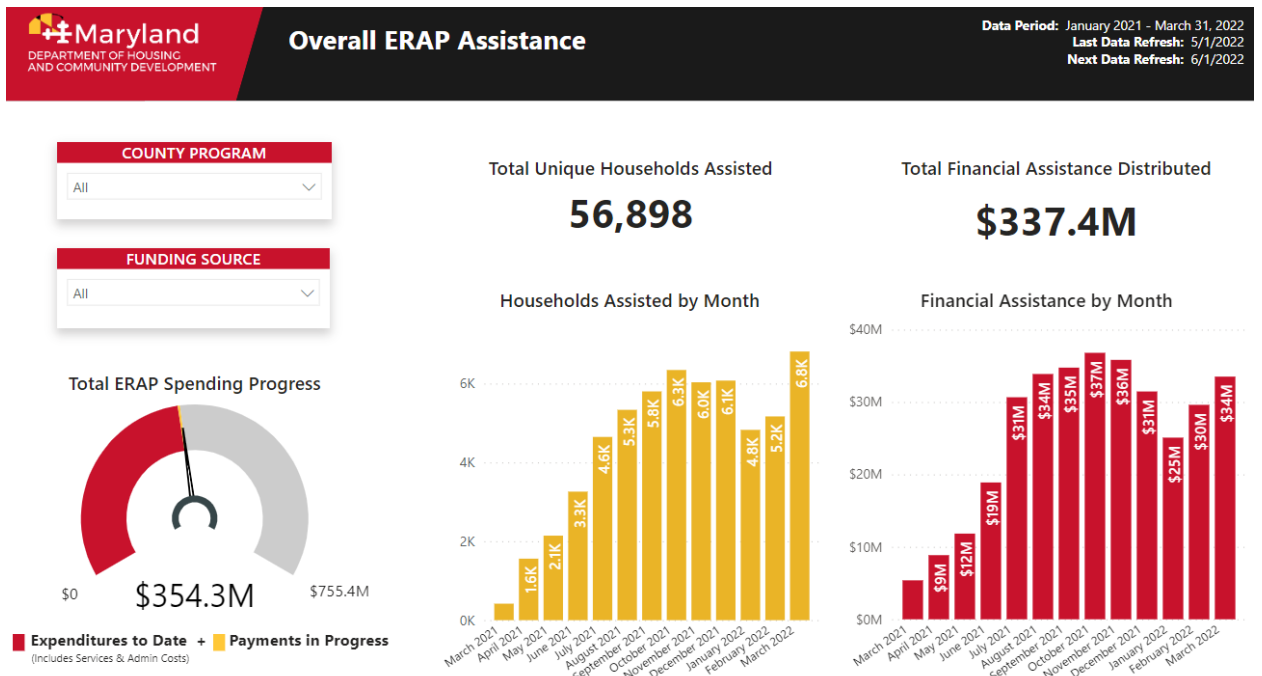 Maryland
DEPARTMENT OF HOUSING
AND COMMUNITY DEVELOPMENT
Overall ERAP Assistance
Data Period: January 2021 - March 31, 2022
Last Data Refresh: 5/1/2022
Next Data Refresh: 6/1/2022
COUNTY PROGRAM
All
FUNDING SOURCE
All
Total ERAP Spending Progress
$0
$354.3M
$755.4M
Expenditures to Date + Payments in Progress
(Includes Services & Admin Costs)
Total Unique Households Assisted
56,898
Households Assisted by Month
6K
4K
2K
0K
1.6K
2.1K
3.3K
4.6K
5.3K
5.8K
6.3K
6.0K
6.1K
4.8K
5.2K
6.8K
March 2021
April 2021
May 2021
June 2021
July 2021
August 2021
September 2021
October 2021
November 2021
December 2021
January 2022
February 2022
March 2022
Total Financial Assistance Distributed
$337.4M
Financial Assistance by Month
$40M
$30M
$20M
$10M
$0M
$9M
$12M
$19M
$31M
$34M
$35M
$37M
$36M
$31M
$25M
$30M
$34M
March 2021
April 2021
May 2021
June 2021
July 2021
August 2021
September 2021
October 2021
November 2021
December 2021
January 2022
February 2022
March 2022